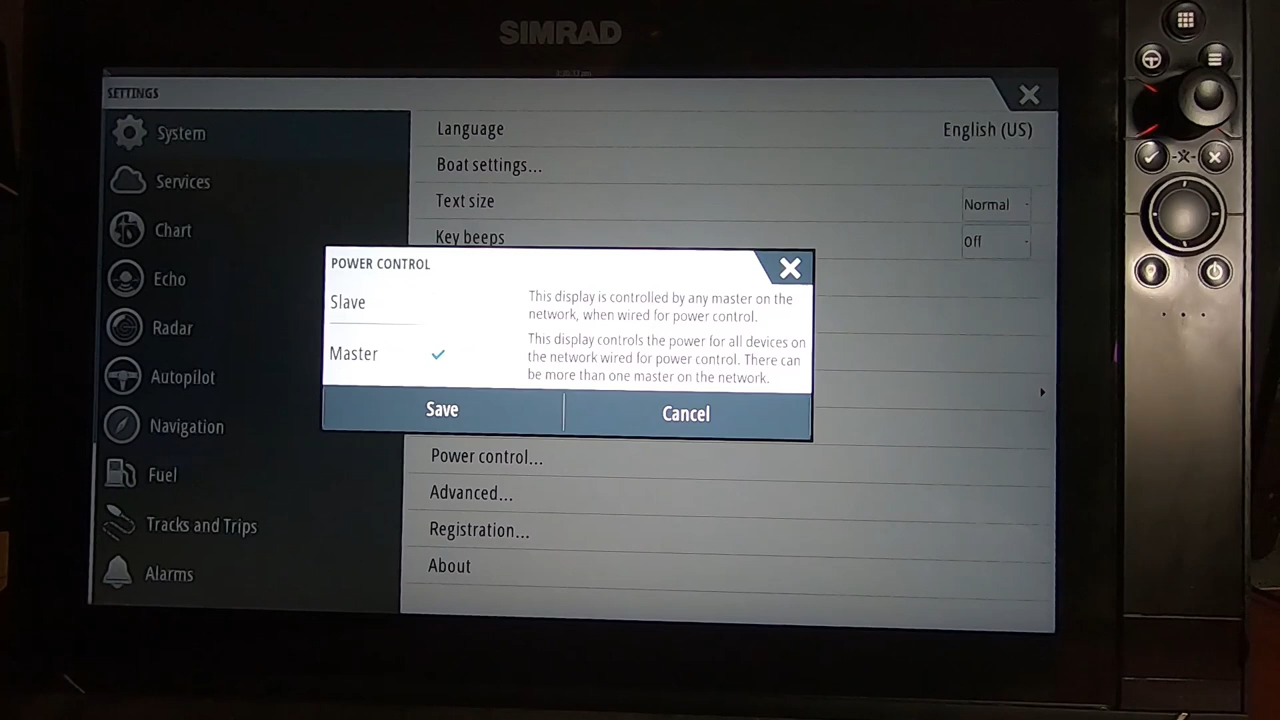 SIMRAD
SETTINGS
System
Services
Chart
Echo
Radar
Autopilot
Navigation
Fuel
Tracks and Trips
Alarms
Language English (US)
Boat settings...
Text size Normal
Key beeps Off
POWER CONTROL
Slave
This display is controlled by any master on the
network, when wired for power control.
Master
This display controls the power for all devices on
the network wired for power control. There can
be more than one master on the network.
Save Cancel
Power control...
Advanced...
Registration...
About